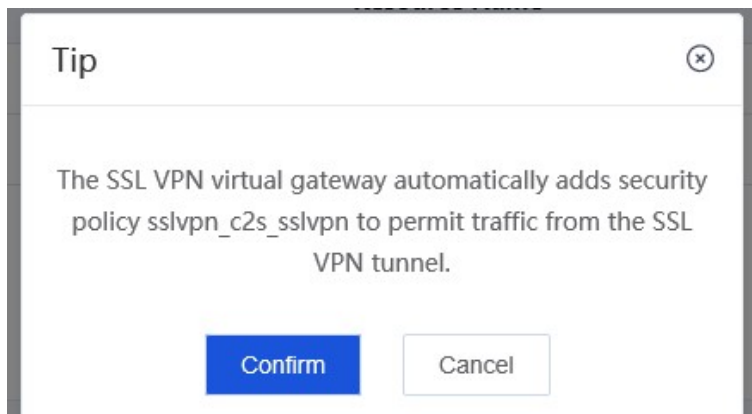 Tip
The SSL VPN virtual gateway automatically adds security
policy sslvpn_c2s_sslvpn to permit traffic from the SSL
VPN tunnel.
Confirm
Cancel